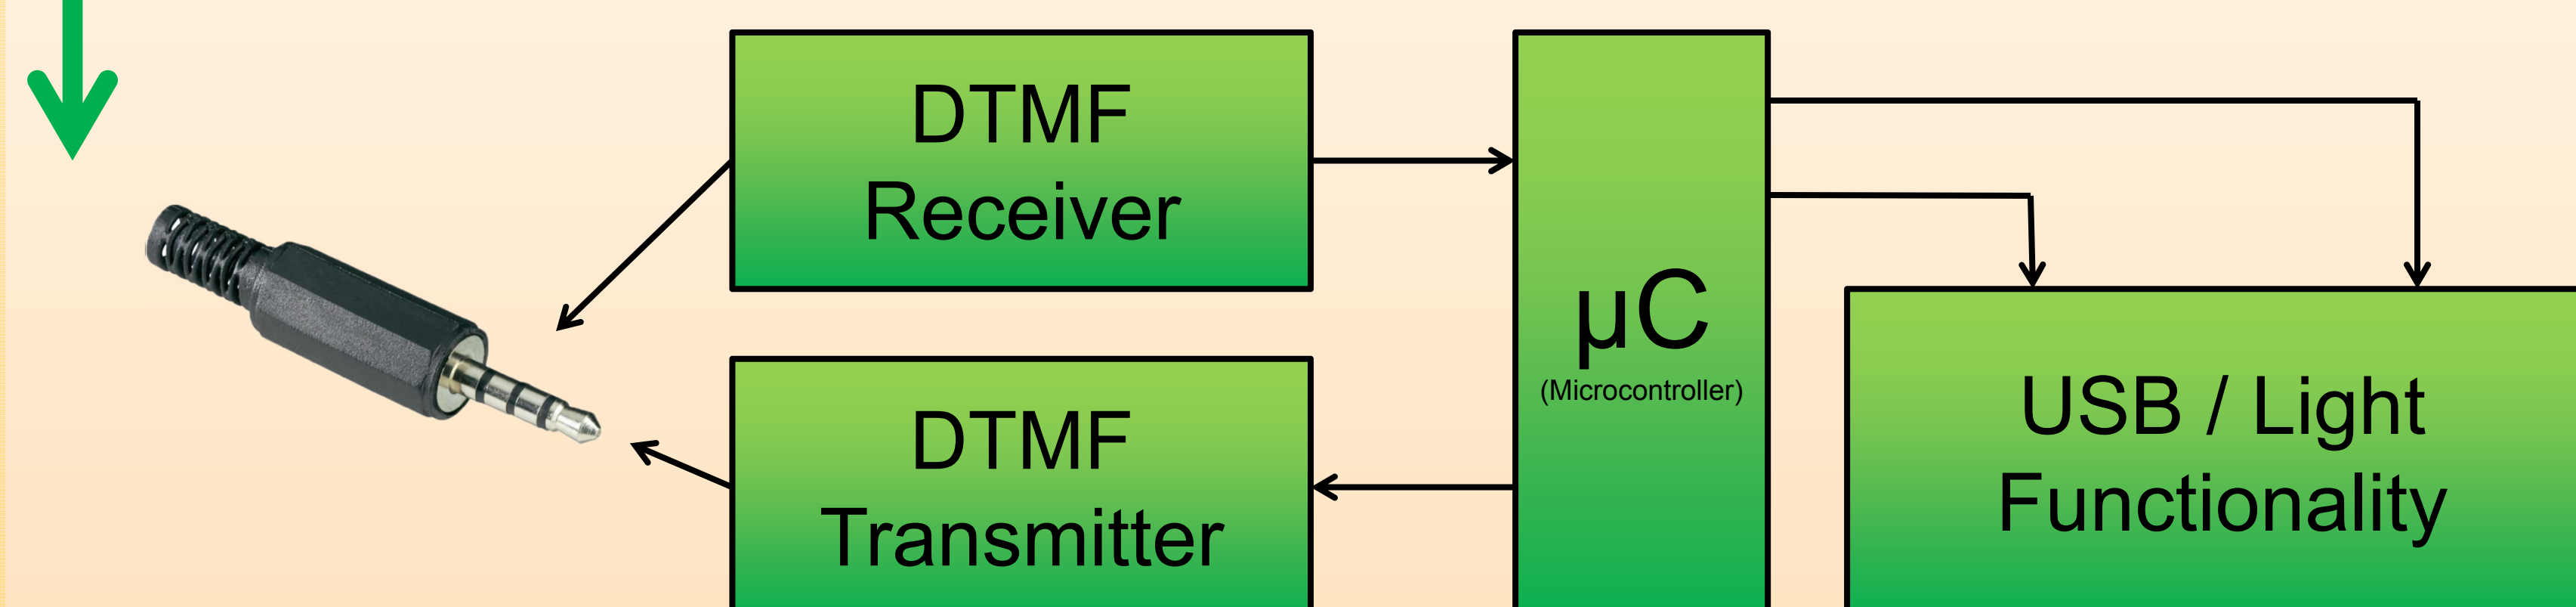 DTMF
Receiver
DTMF
Transmitter
µC
(Microcontroller)
USB / Light
Functionality